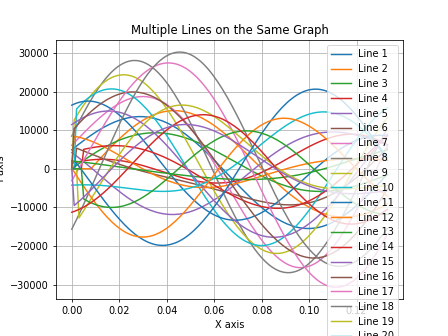 Multiple Lines on the Same Graph
30000
20000
10000
0
−10000
−20000
−30000
0.00
0.02
0.04
0.06
0.08
0.10
X axis
Line 1
Line 2
Line 3
Line 4
Line 5
Line 6
Line 7
Line 8
Line 9
Line 10
Line 11
Line 12
Line 13
Line 14
Line 15
Line 16
Line 17
Line 18
Line 19
Line 20